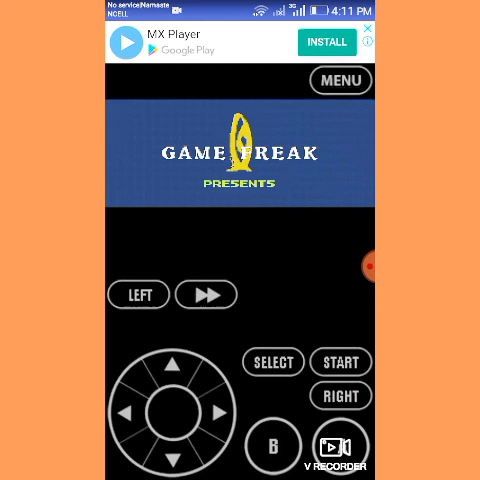 No service|Namaste
NCELL
3G
4:11 PM
MX Player
Google Play
INSTALL
MENU
GAME FREAK
PRESENTS
LEFT
SELECT
START
RIGHT
B
V RECORDER